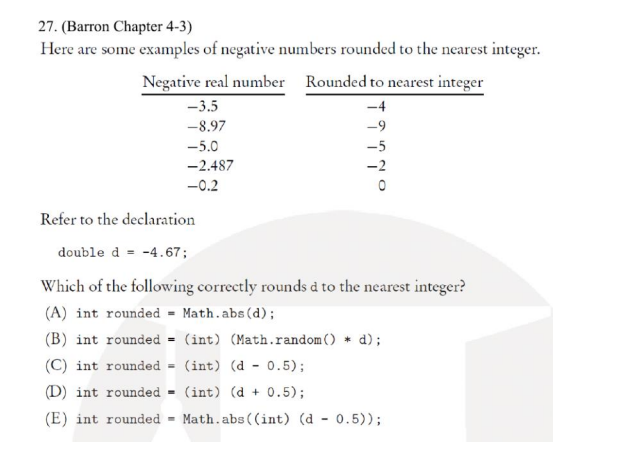 27. (Barron Chapter 4-3)
Here are some examples of negative numbers rounded to the nearest integer.
Negative real number Rounded to nearest integer
−3.5 −4
−8.97 −9
−5.0 −5
−2.487 −2
−0.2 0
Refer to the declaration
double d = -4.67;
Which of the following correctly rounds d to the nearest integer?
(A) int rounded = Math.abs(d);
(B) int rounded = (int) (Math.random() * d);
(C) int rounded = (int) (d - 0.5);
(D) int rounded = (int) (d + 0.5);
(E) int rounded = Math.abs((int) (d - 0.5));